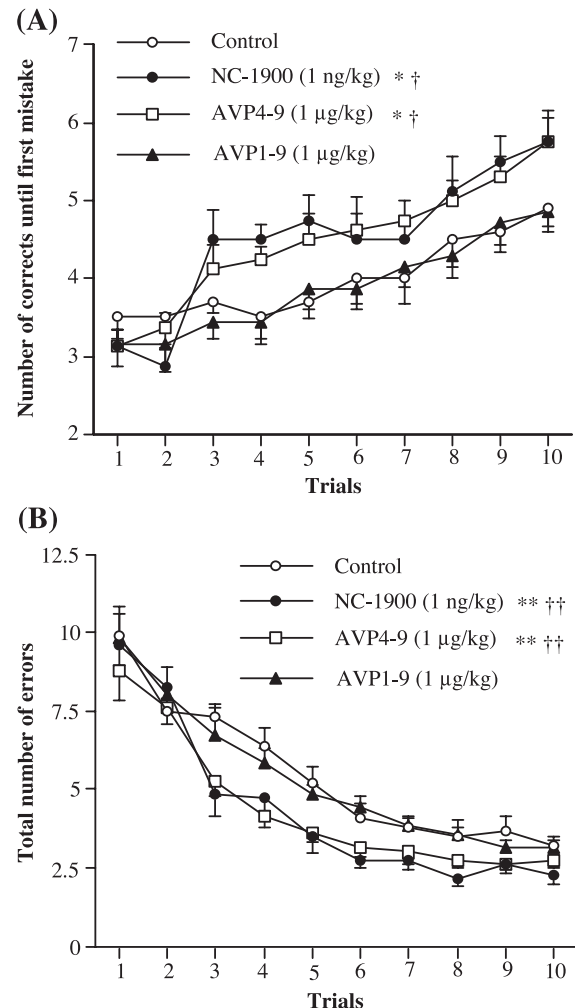 (A)
Control
NC-1900 (1 ng/kg) * †
AVP4-9 (1 µg/kg) * †
AVP1-9 (1 µg/kg)
Number of corrects until first mistake
7
6
5
4
3
2
1 2 3 4 5 6 7 8 9 10
Trials
(B)
Control
NC-1900 (1 ng/kg) ** ††
AVP4-9 (1 µg/kg) ** ††
AVP1-9 (1 µg/kg)
Total number of errors
12.5
10
7.5
5
2.5
0
1 2 3 4 5 6 7 8 9 10
Trials